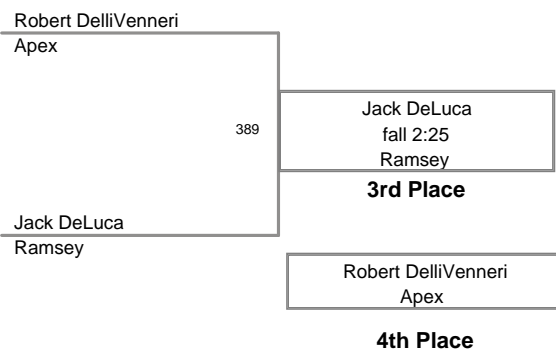 Robert DelliVenneri
Apex
389
Jack DeLuca
fall 2:25
Ramsey
3rd Place
Jack DeLuca
Ramsey
Robert DelliVenneri
Apex
4th Place